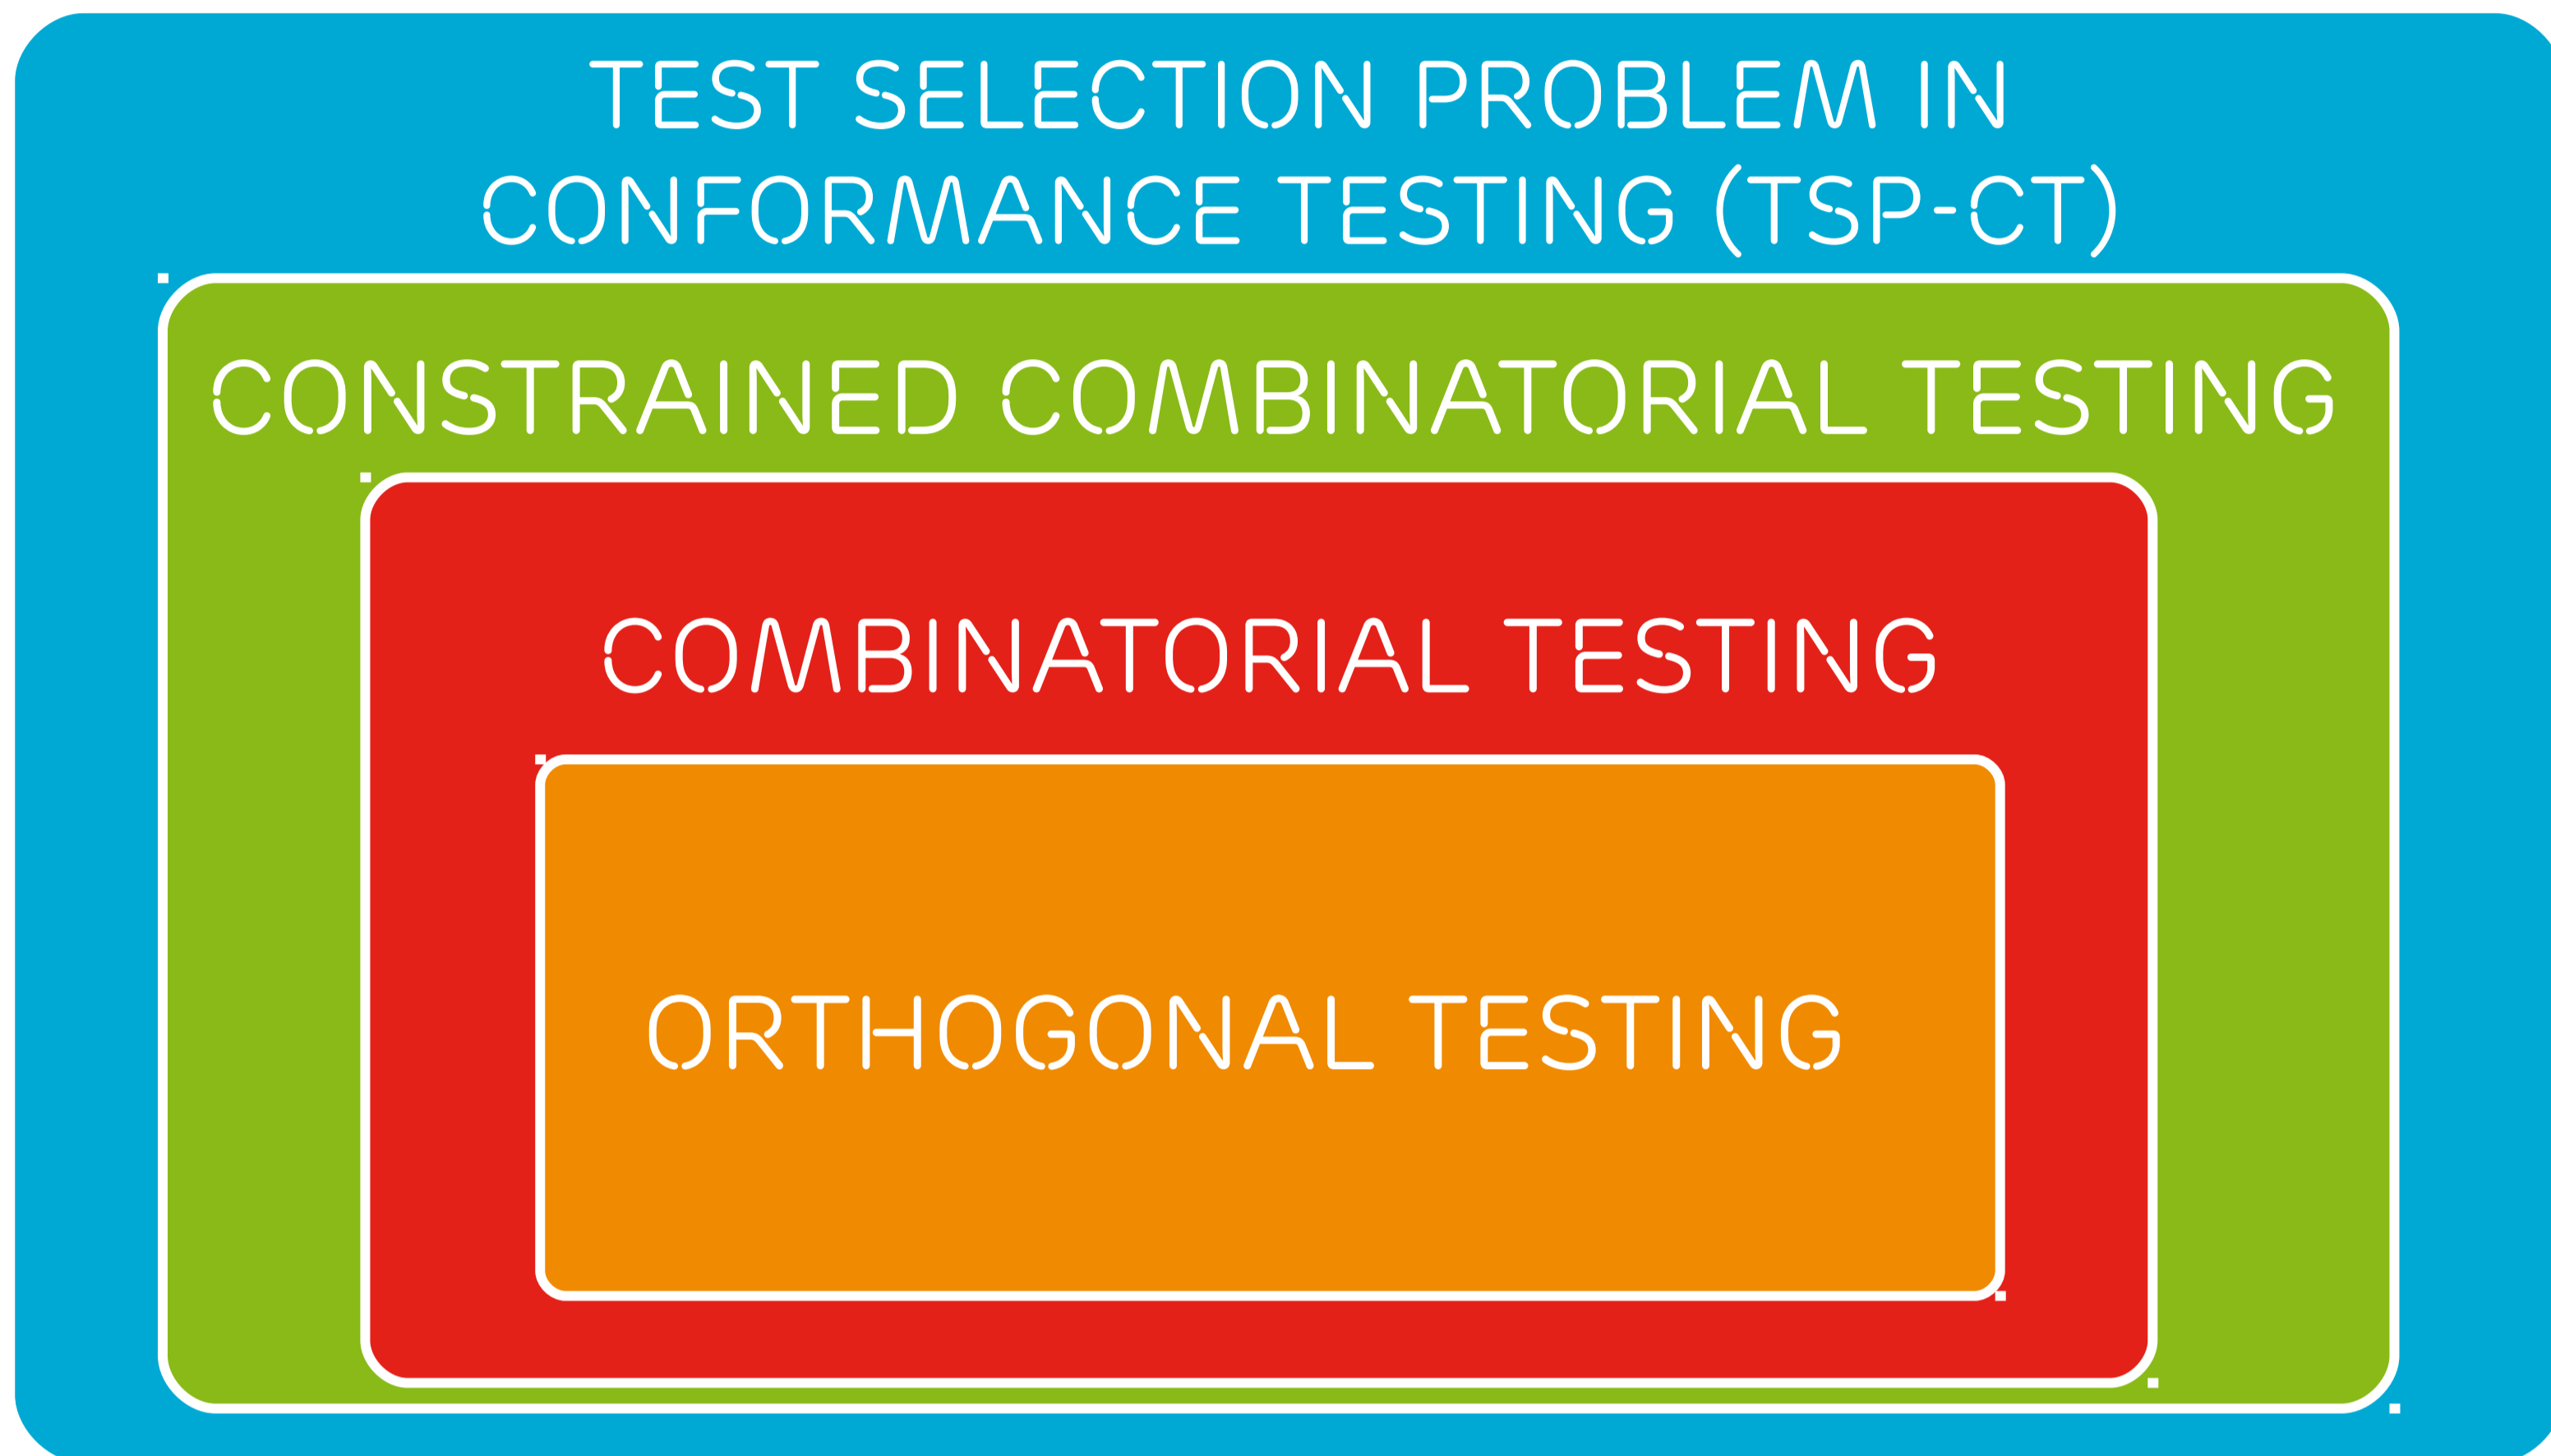 TEST SELECTION PROBLEM IN
CONFORMANCE TESTING (TSP-CT)
CONSTRAINED COMBINATORIAL TESTING
COMBINATORIAL TESTING
ORTHOGONAL TESTING